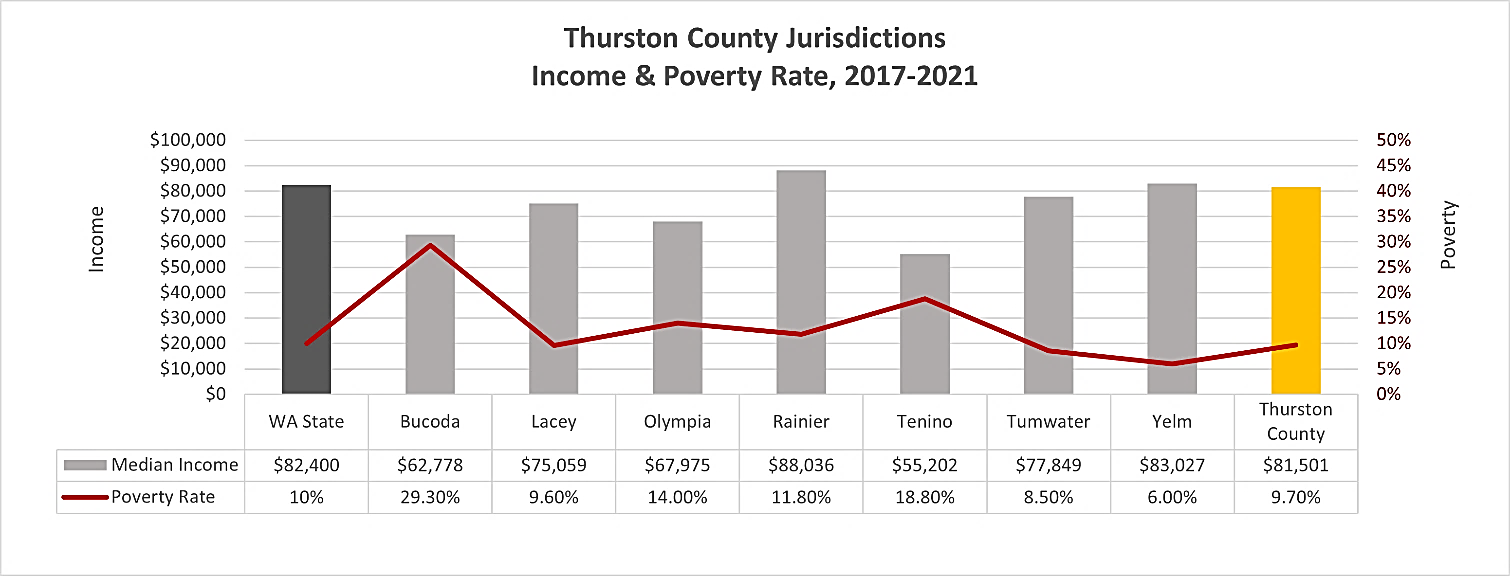 Thurston County Jurisdictions
Income & Poverty Rate, 2017-2021
$100,000 50%
$90,000 45%
$80,000 40%
$70,000 35%
$60,000 30%
$50,000 25%
$40,000 20%
$30,000 15%
$20,000 10%
$10,000 5%
$0 0%
Income
Poverty
WA State Bucoda Lacey Olympia Rainier Tenino Tumwater Yelm Thurston County
Median Income $82,400 $62,778 $75,059 $67,975 $88,036 $55,202 $77,849 $83,027 $81,501
Poverty Rate 10% 29.30% 9.60% 14.00% 11.80% 18.80% 8.50% 6.00% 9.70%